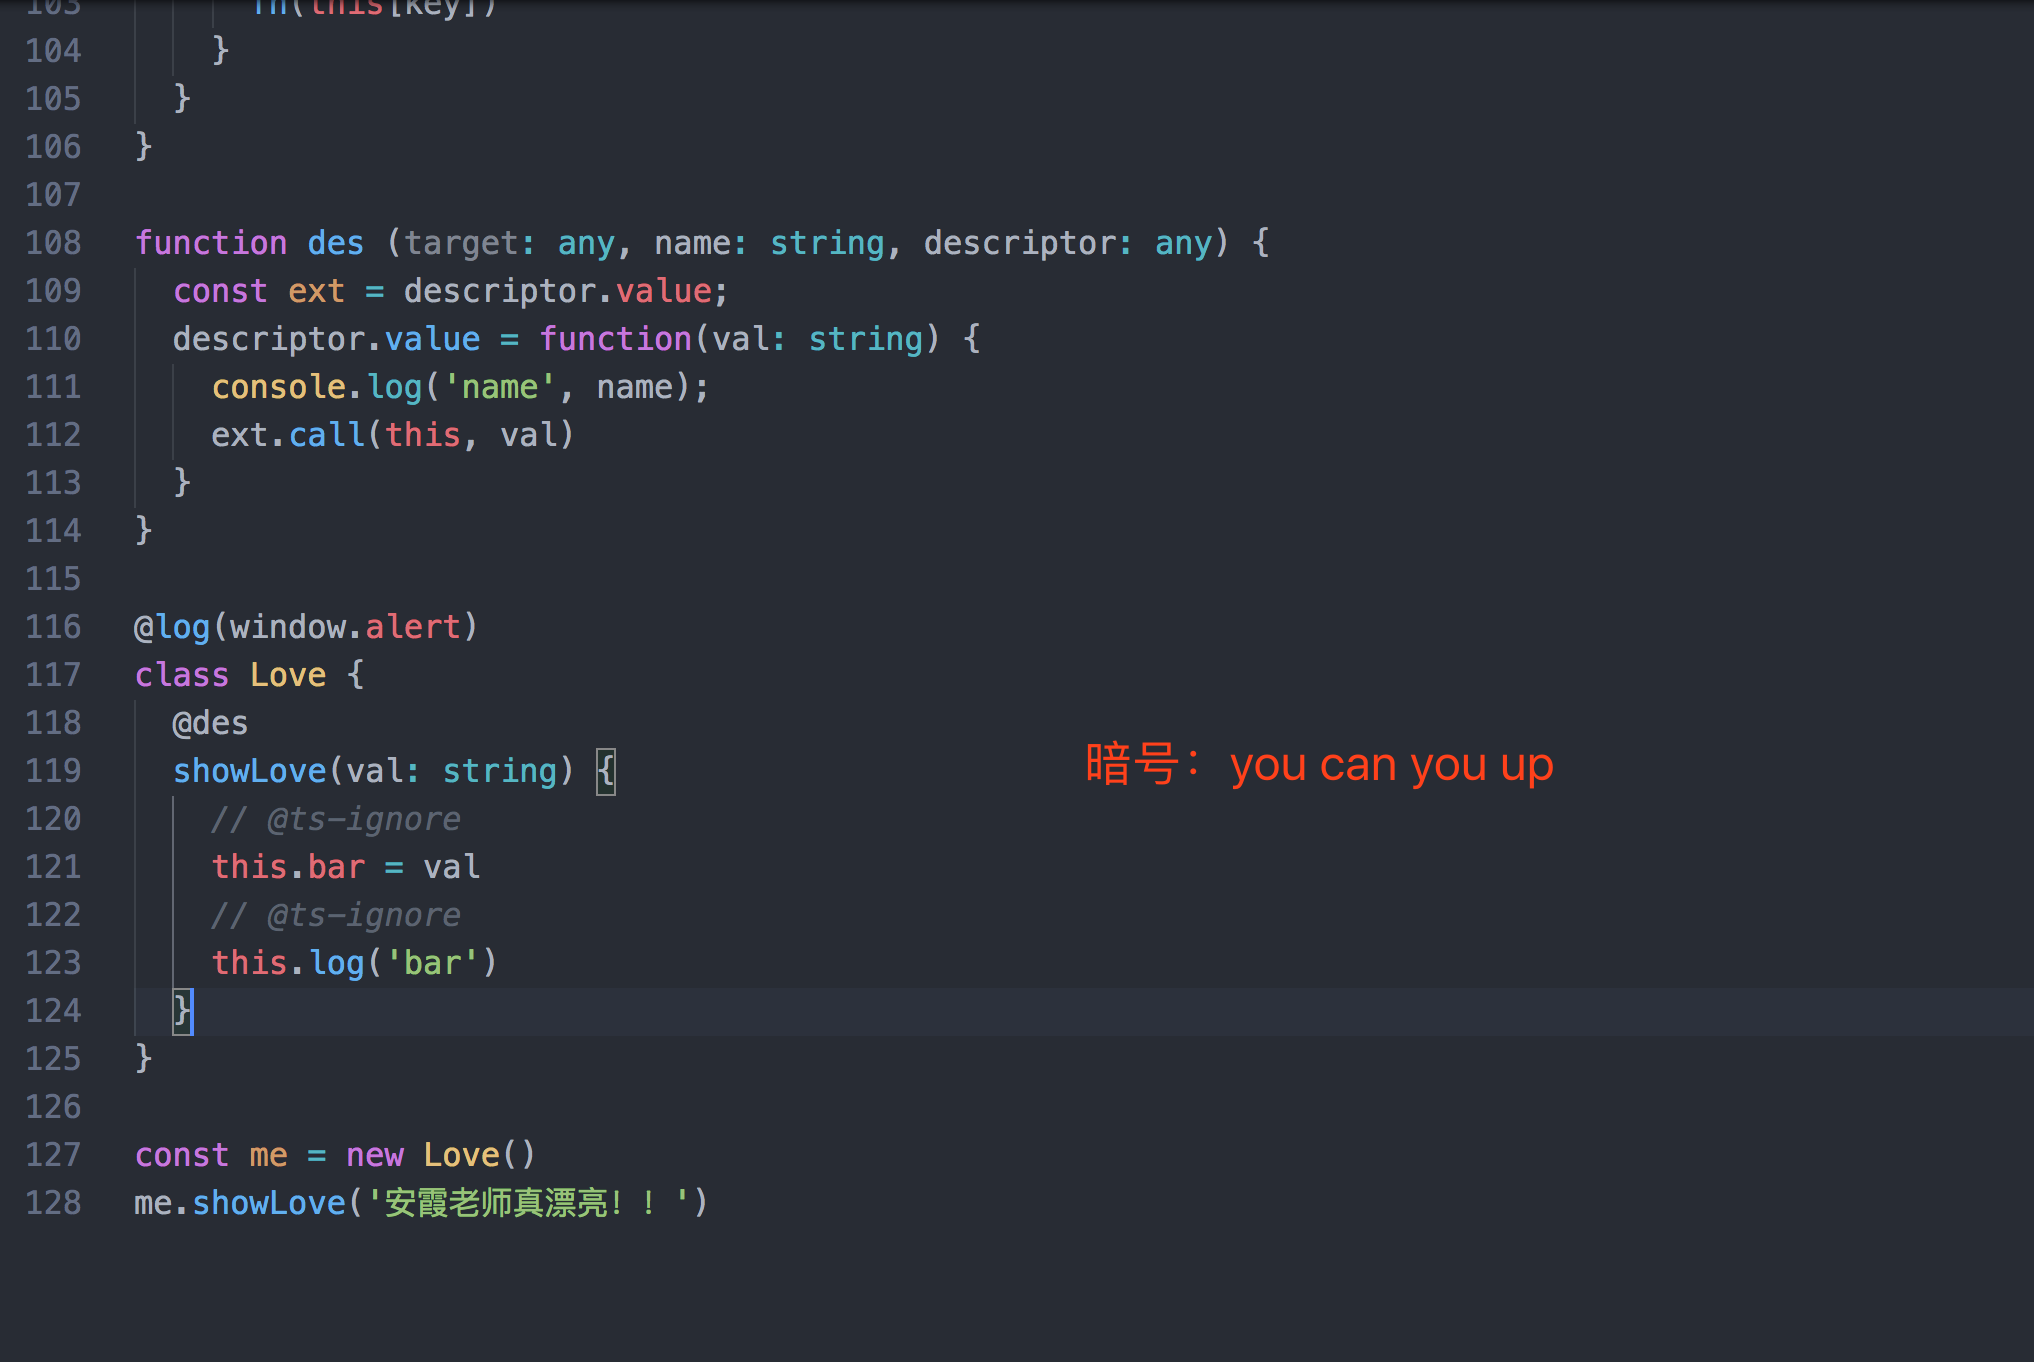 103 fn(this[key])
104 }
105 }
106 }
107
108 function des (target: any, name: string, descriptor: any) {
109 const ext = descriptor.value;
110 descriptor.value = function(val: string) {
111 console.log('name', name);
112 ext.call(this, val)
113 }
114 }
115
116 @log(window.alert)
117 class Love {
118 @des
119 showLove(val: string) {
暗号：you can you up
120 // @ts-ignore
121 this.bar = val
122 // @ts-ignore
123 this.log('bar')
124 }
125 }
126
127 const me = new Love()
128 me.showLove('安霞老师真漂亮！！')